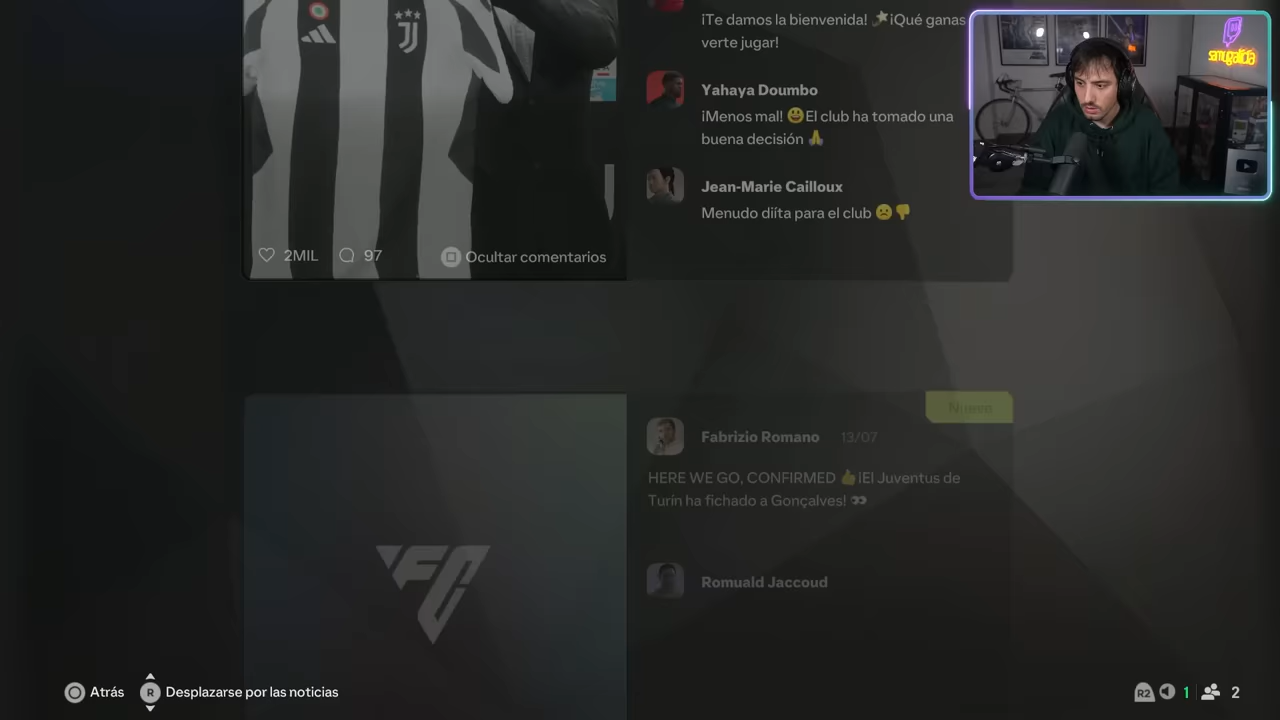 ¡Te damos la bienvenida! 🌠¡Qué ganas
verte jugar!
Yahaya Doumbo
¡Menos mal! 😃El club ha tomado una
buena decisión 🙏
Jean-Marie Cailloux
Menudo diíta para el club 🙁👎
2MIL
97
Ocultar comentarios
samugalida
Nuevo
Fabrizio Romano 13/07
HERE WE GO, CONFIRMED 👍¡El Juventus de
Turín ha fichado a Gonçalves! 👀
FC
Romuald Jaccoud
Atrás
R
Desplazarse por las noticias
R2
1
2